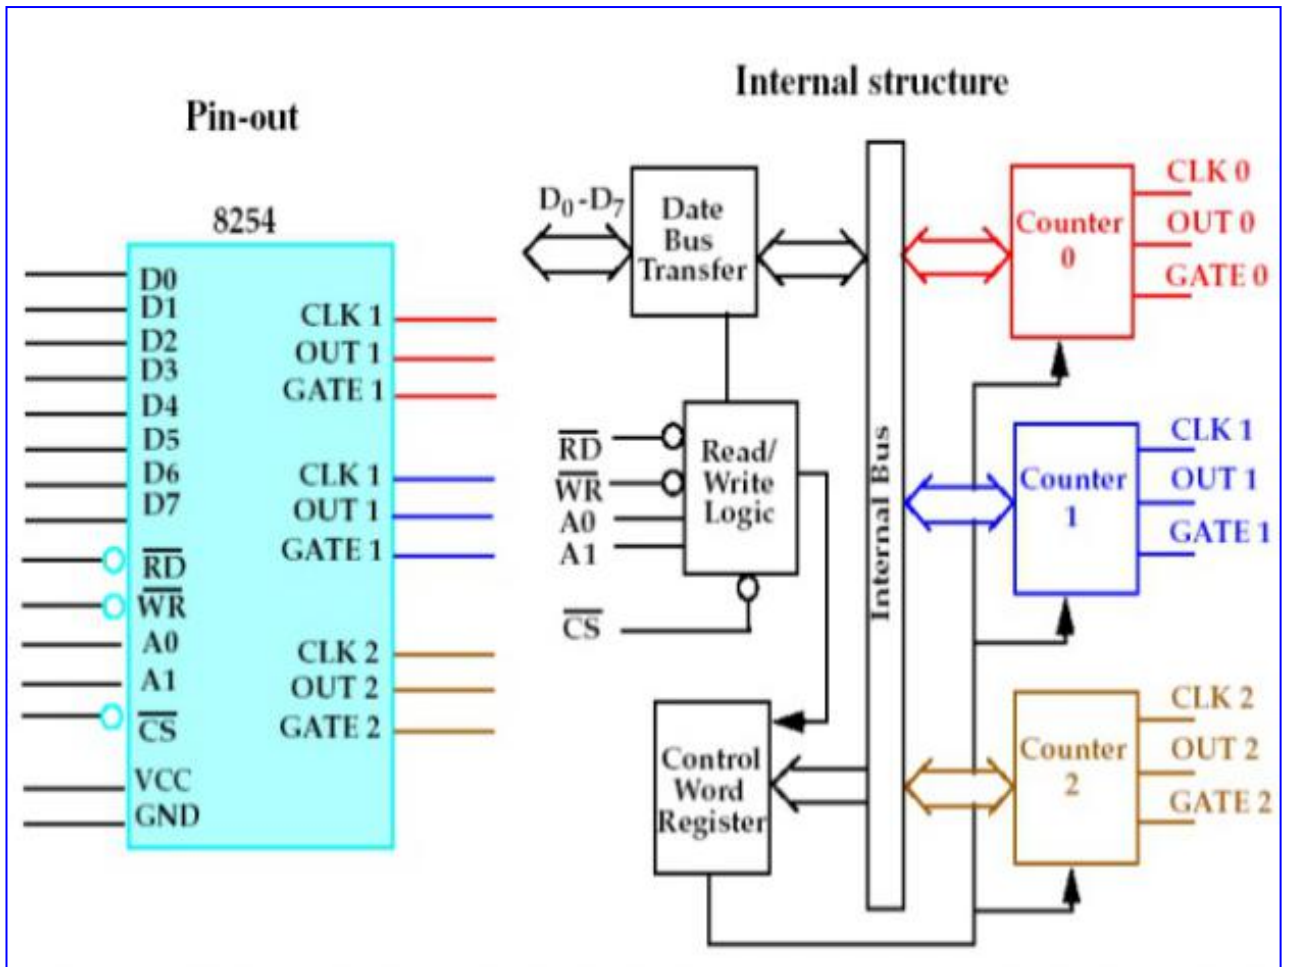 Pin-out
8254
D0
D1
D2
D3
D4
D5
D6
D7
RD
WR
A0
A1
CS
VCC
GND
CLK 1
OUT 1
GATE 1
CLK 1
OUT 1
GATE 1
CLK 2
OUT 2
GATE 2
Internal structure
D0-D7
Date
Bus
Transfer
RD
WR
A0
A1
CS
Read/
Write
Logic
Control
Word
Register
Internal Bus
Counter
0
CLK 0
OUT 0
GATE 0
Counter
1
CLK 1
OUT 1
GATE 1
Counter
2
CLK 2
OUT 2
GATE 2